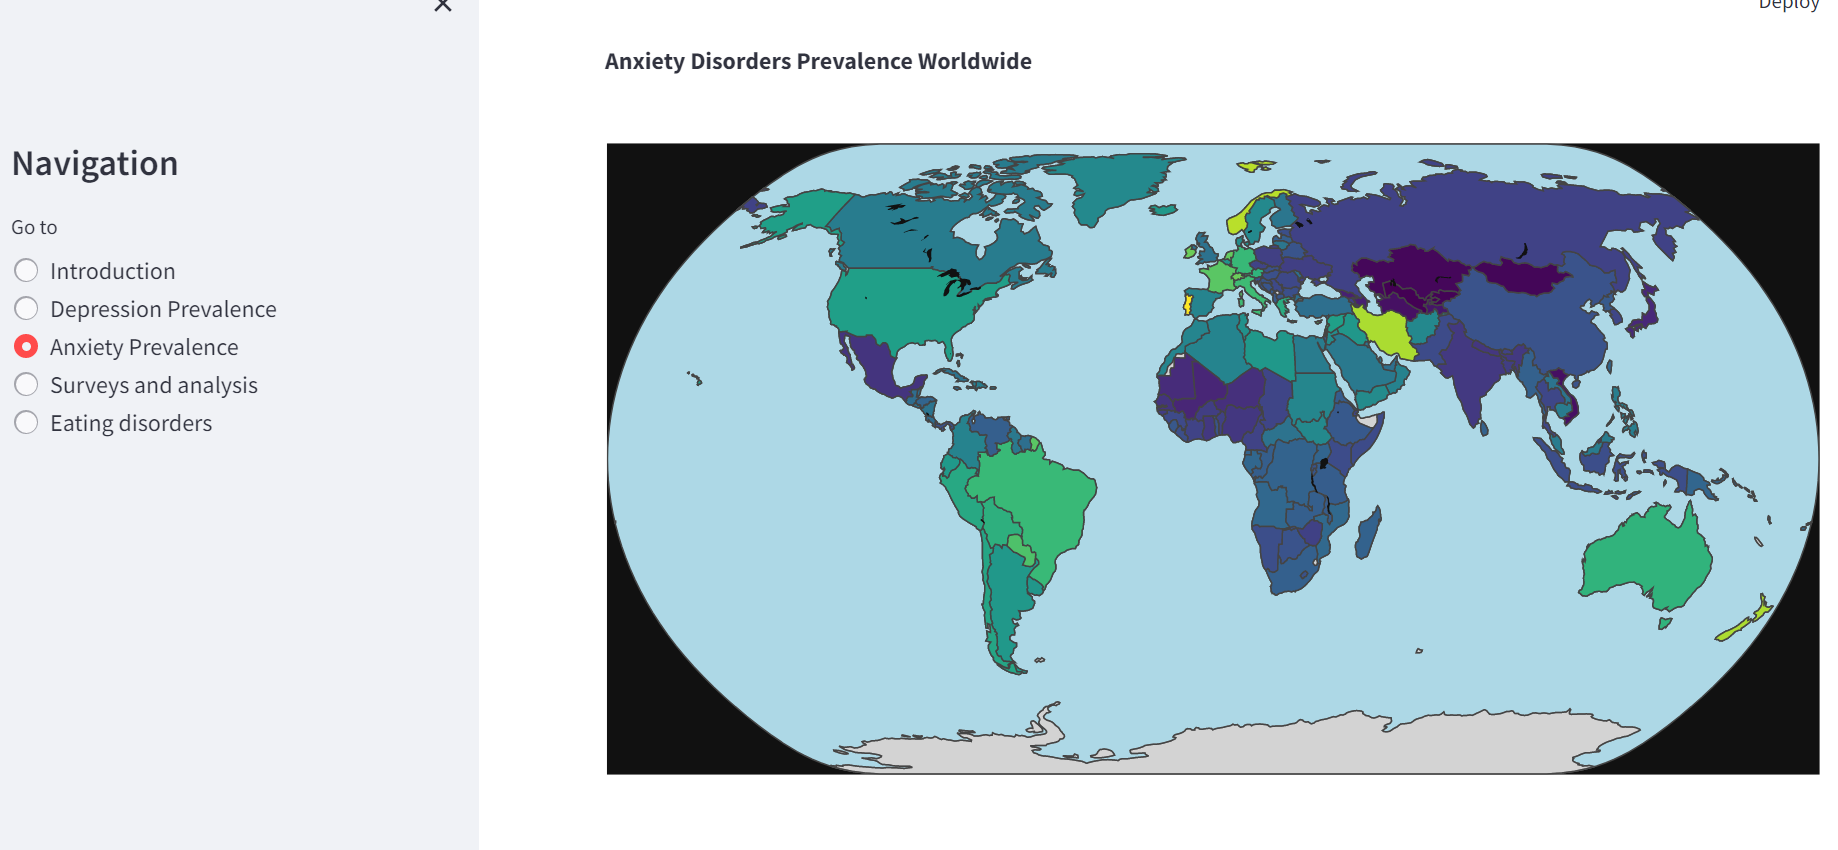 Deploy
Anxiety Disorders Prevalence Worldwide
Navigation
Go to
Introduction
Depression Prevalence
Anxiety Prevalence
Surveys and analysis
Eating disorders